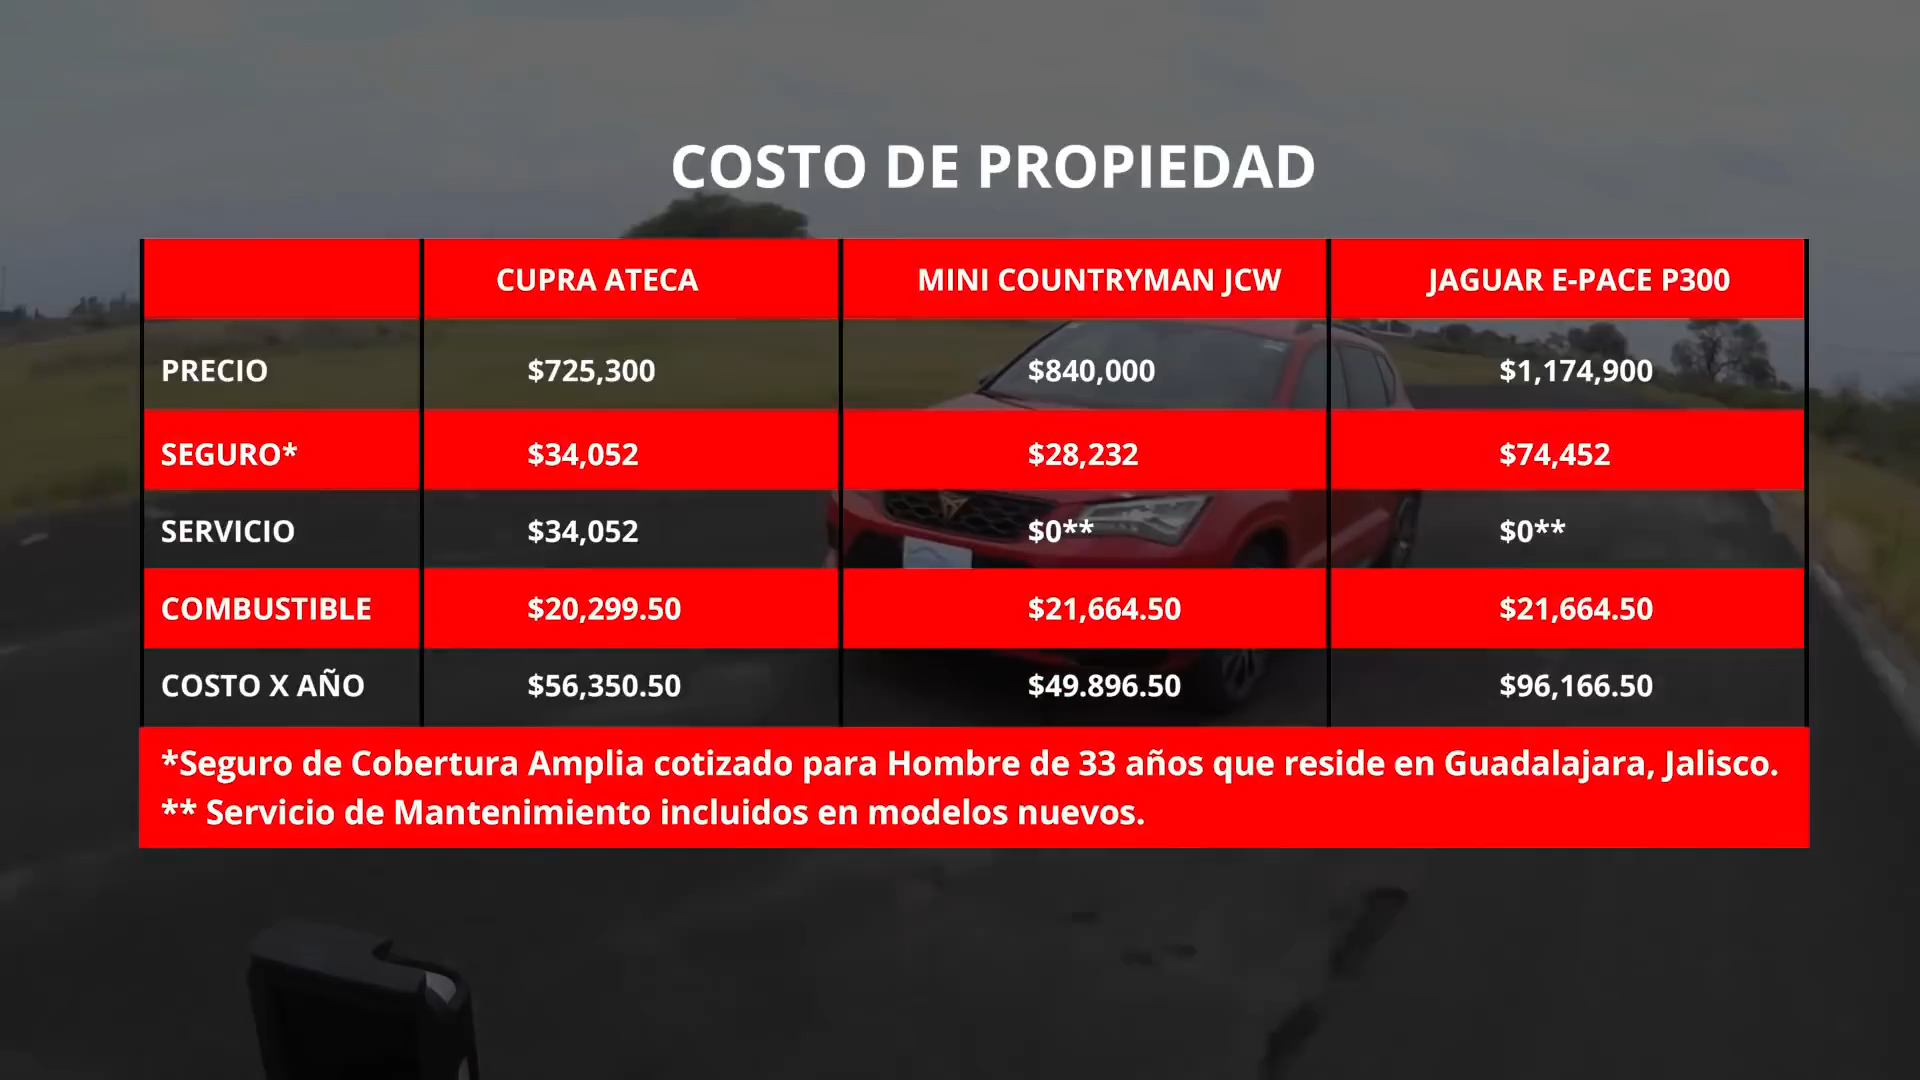 COSTO DE PROPIEDAD
CUPRA ATECA MINI COUNTRYMAN JCW JAGUAR E-PACE P300
PRECIO $725,300 $840,000 $1,174,900
SEGURO* $34,052 $28,232 $74,452
SERVICIO $34,052 $0** $0**
COMBUSTIBLE $20,299.50 $21,664.50 $21,664.50
COSTO X AÑO $56,350.50 $49.896.50 $96,166.50
*Seguro de Cobertura Amplia cotizado para Hombre de 33 años que reside en Guadalajara, Jalisco.
** Servicio de Mantenimiento incluidos en modelos nuevos.